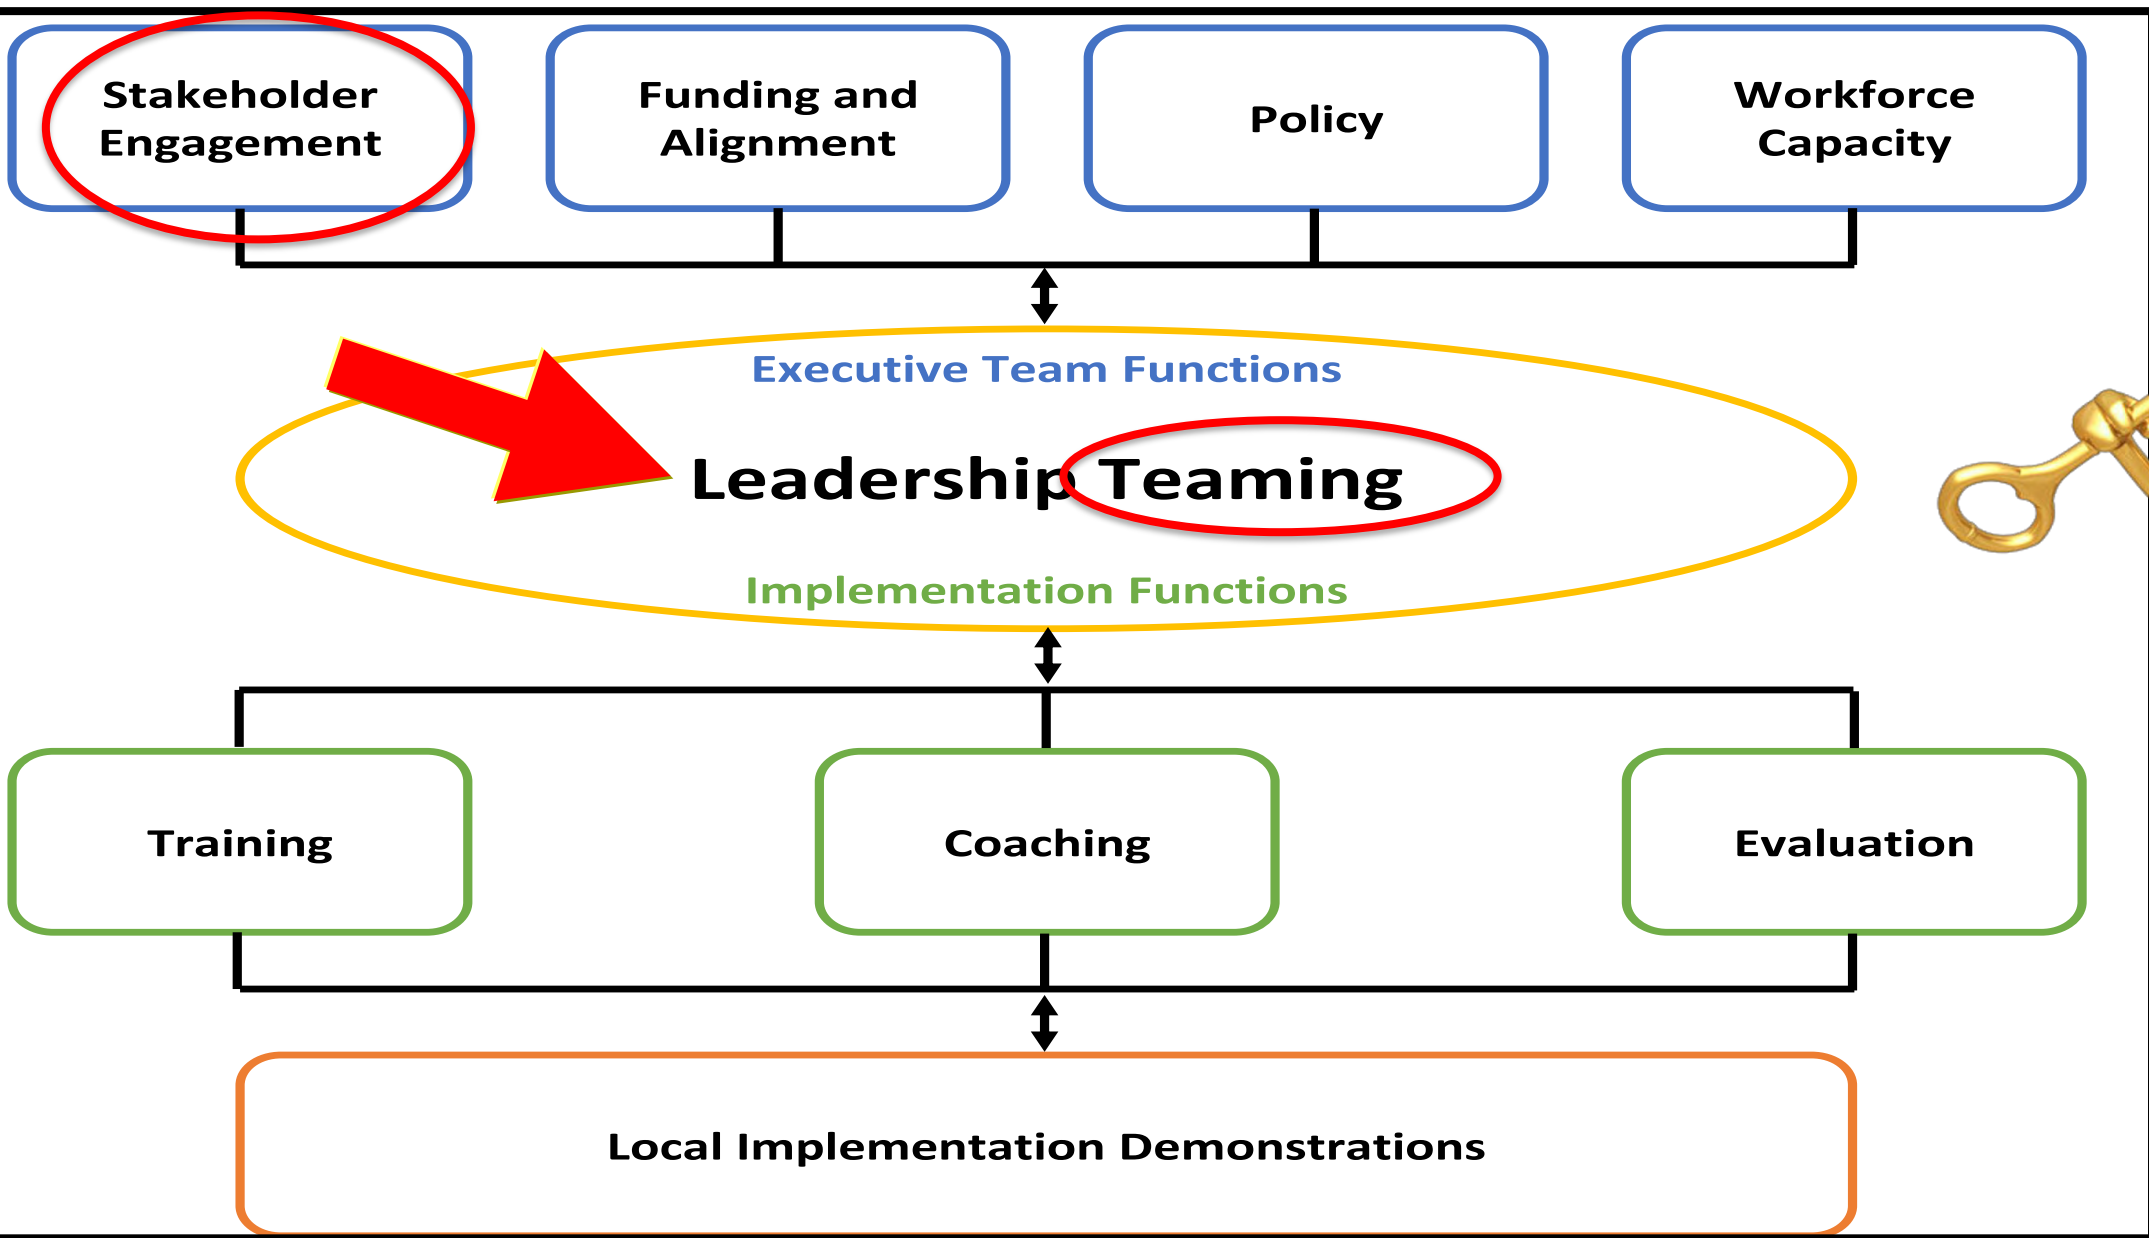 Stakeholder
Engagement
Funding and
Alignment
Policy
Workforce
Capacity
Executive Team Functions
Leadership Teaming
Implementation Functions
Training
Coaching
Evaluation
Local Implementation Demonstrations